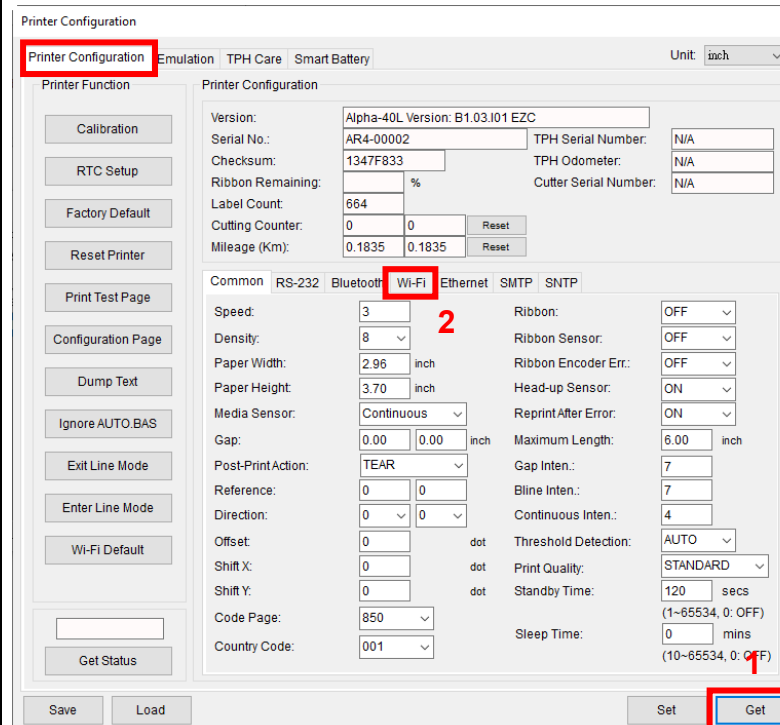 Printer Configuration
Printer Configuration Emulation TPH Care Smart Battery Unit: inch
Printer Function Printer Configuration
Calibration
RTC Setup
Factory Default
Reset Printer
Print Test Page
Configuration Page
Dump Text
Ignore AUTO.BAS
Exit Line Mode
Enter Line Mode
Wi-Fi Default
Get Status
Version: Alpha-40L Version: B1.03.I01 EZC
Serial No.: AR4-00002 TPH Serial Number: N/A
Checksum: 1347F833 TPH Odometer: N/A
Ribbon Remaining: % Cutter Serial Number: N/A
Label Count: 664
Cutting Counter: 0 0 Reset
Mileage (Km): 0.1835 0.1835 Reset
Common RS-232 Bluetooth Wi-Fi Ethernet SMTP SNTP
2
Speed: 3 Ribbon: OFF
Density: 8 Ribbon Sensor: OFF
Paper Width: 2.96 inch Ribbon Encoder Err.: OFF
Paper Height: 3.70 inch Head-up Sensor: ON
Media Sensor: Continuous Reprint After Error: ON
Gap: 0.00 0.00 inch Maximum Length: 6.00 inch
Post-Print Action: TEAR Gap Inten.: 7
Reference: 0 0 Bline Inten.: 7
Direction: 0 0 Continuous Inten.: 4
Offset: 0 dot Threshold Detection: AUTO
Shift X: 0 dot Print Quality: STANDARD
Shift Y: 0 dot Standby Time: 120 secs
(1~65534, 0: OFF)
Code Page: 850
Sleep Time: 0 mins
Country Code: 001
(10~65534, 0: OFF)
1
Save Load Set Get